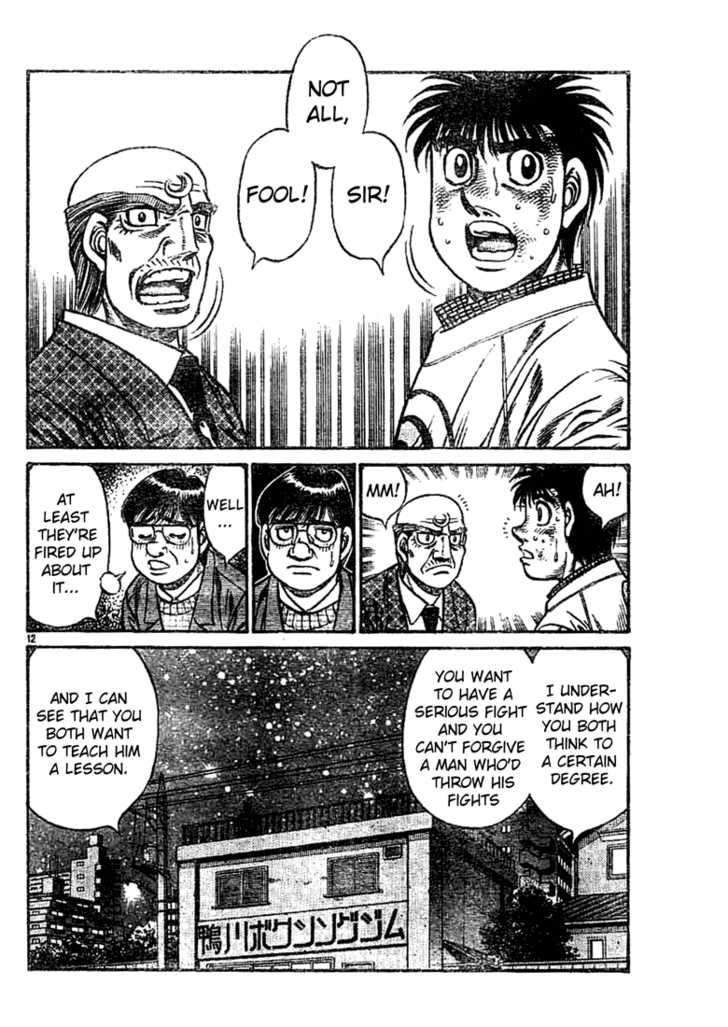 NOT
ALL,
SIR!
FOOL!
AH!
MM!
WELL
...
AT
LEAST
THEY'RE
FIRED UP
ABOUT
IT...
12
I UNDER-
STAND HOW
YOU BOTH
THINK TO
A CERTAIN
DEGREE.
YOU WANT
TO HAVE A
SERIOUS FIGHT
AND YOU
CAN'T FORGIVE
A MAN WHO'D
THROW HIS
FIGHTS
AND I CAN
SEE THAT YOU
BOTH WANT
TO TEACH HIM
A LESSON.
鴨川ボクシングジム